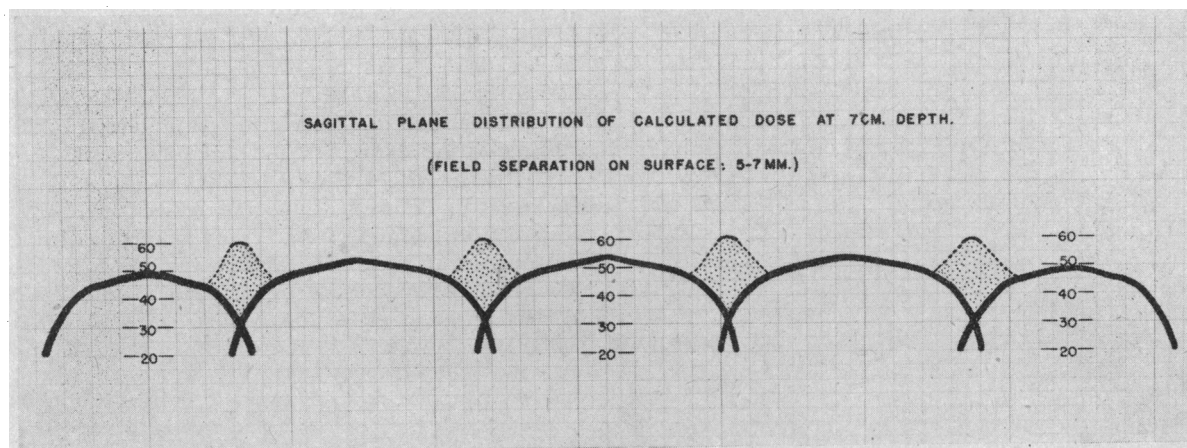 SAGITTAL PLANE DISTRIBUTION OF CALCULATED DOSE AT 7CM. DEPTH.
(FIELD SEPARATION ON SURFACE: 5-7MM.)
60 60 60
50 50 50
40 40 40
30 30 30
20 20 20